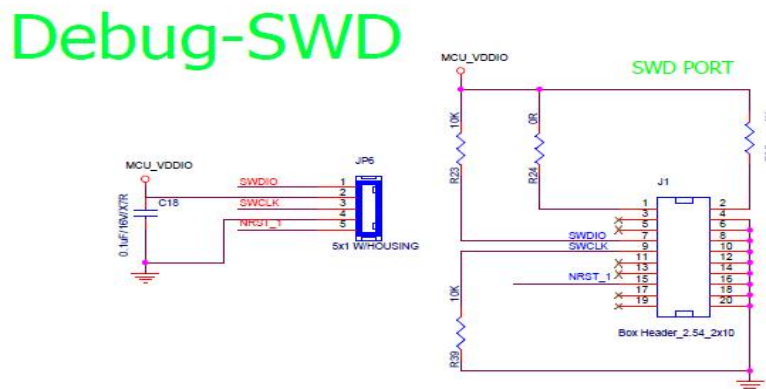 Debug-SWD
MCU_VDDIO
SWD PORT
10K
0R
R23
R24
MCU_VDDIO
C18
0.1uF/16V/X7R
JP6
SWDIO
SWCLK
NRST_1
1
2
3
4
5
5x1 W/HOUSING
J1
SWDIO
SWCLK
NRST_1
1 2
3 4
5 6
7 8
9 10
11 12
13 14
15 16
17 18
19 20
10K
R39
Box Header_2.54_2x10